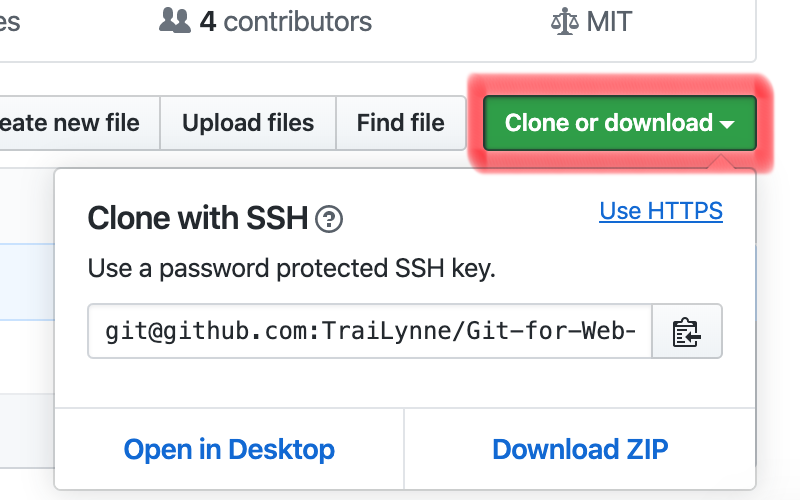 es
4 contributors
MIT
eate new file
Upload files
Find file
Clone or download
Clone with SSH
Use HTTPS
Use a password protected SSH key.
git@github.com:TraiLynne/Git-for-Web-
Open in Desktop
Download ZIP